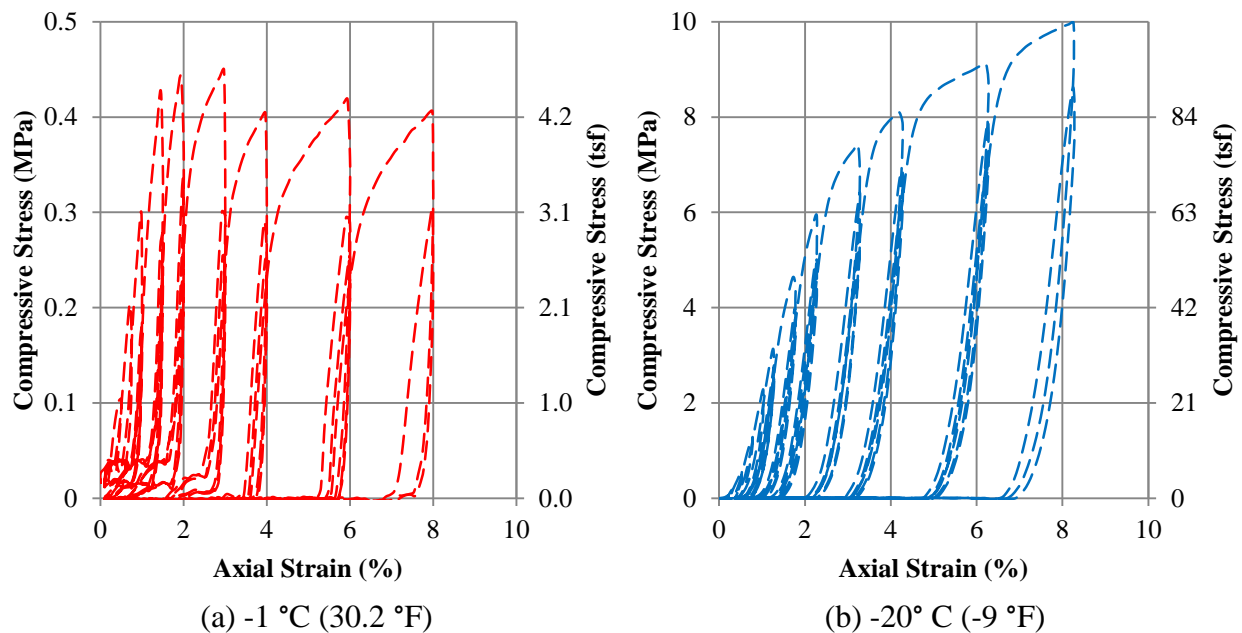 Compressive Stress (MPa)
0.5
0.4
0.3
0.2
0.1
0
4.2
3.1
2.1
1.0
0.0
Compressive Stress (tsf)
0 2 4 6 8 10
Axial Strain (%)
(a) -1 °C (30.2 °F)
Compressive Stress (MPa)
10
8
6
4
2
0
84
63
42
21
0
Compressive Stress (tsf)
0 2 4 6 8 10
Axial Strain (%)
(b) -20° C (-9 °F)